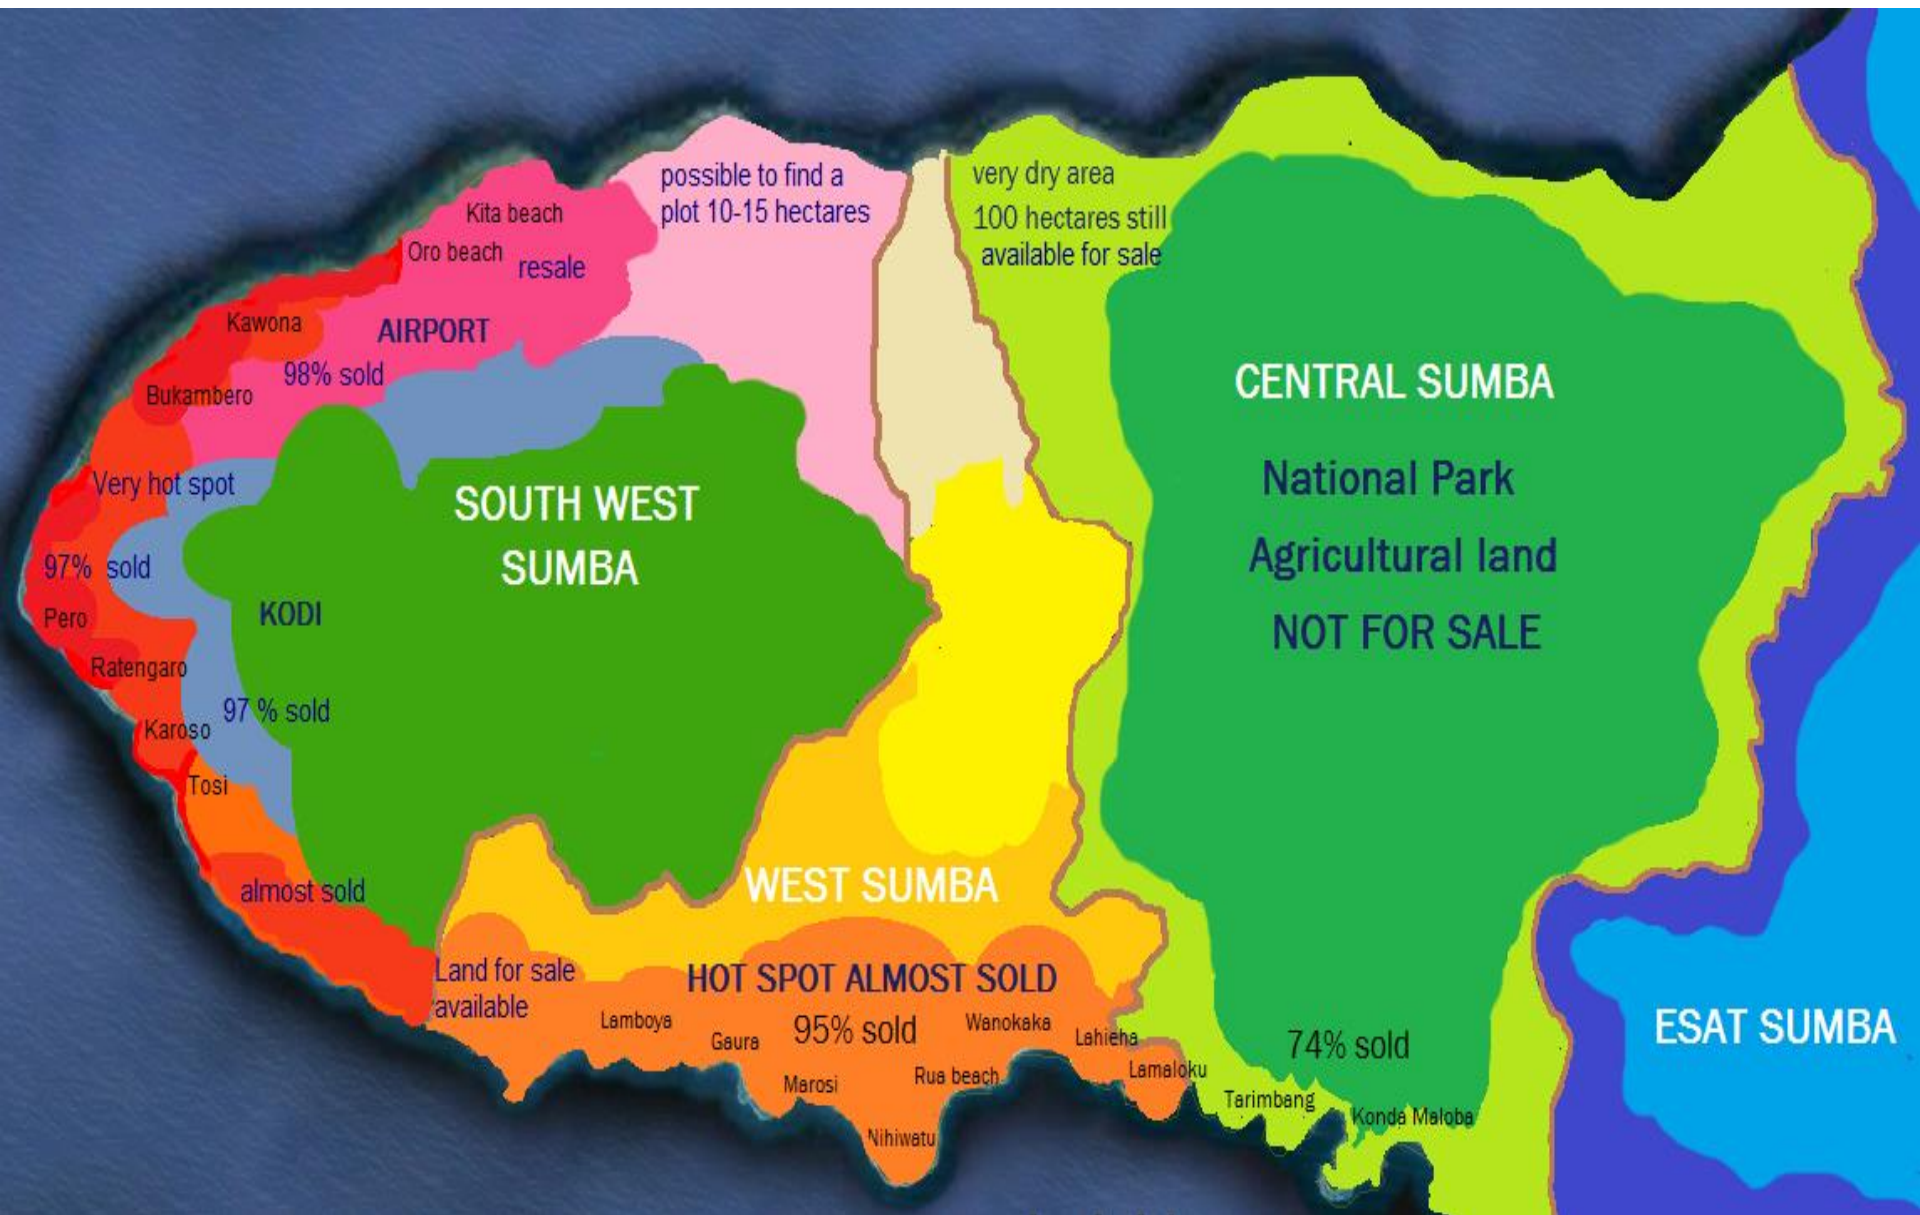 possible to find a
plot 10-15 hectares
very dry area
100 hectares still
available for sale
Kita beach
Oro beach
resale
Kawona
AIRPORT
98% sold
Bukambero
CENTRAL SUMBA
National Park
Agricultural land
NOT FOR SALE
Very hot spot
SOUTH WEST
SUMBA
97% sold
Pero
KODI
Ratengaro
97 % sold
Karoso
Tosi
almost sold
WEST SUMBA
Land for sale
available
HOT SPOT ALMOST SOLD
Lamboya
Gaura
95% sold
Wanokaka
Lahieha
Marosi
Rua beach
Lamaloku
Nihiwatu
74% sold
Tarimbang
Konda Maloba
ESAT SUMBA